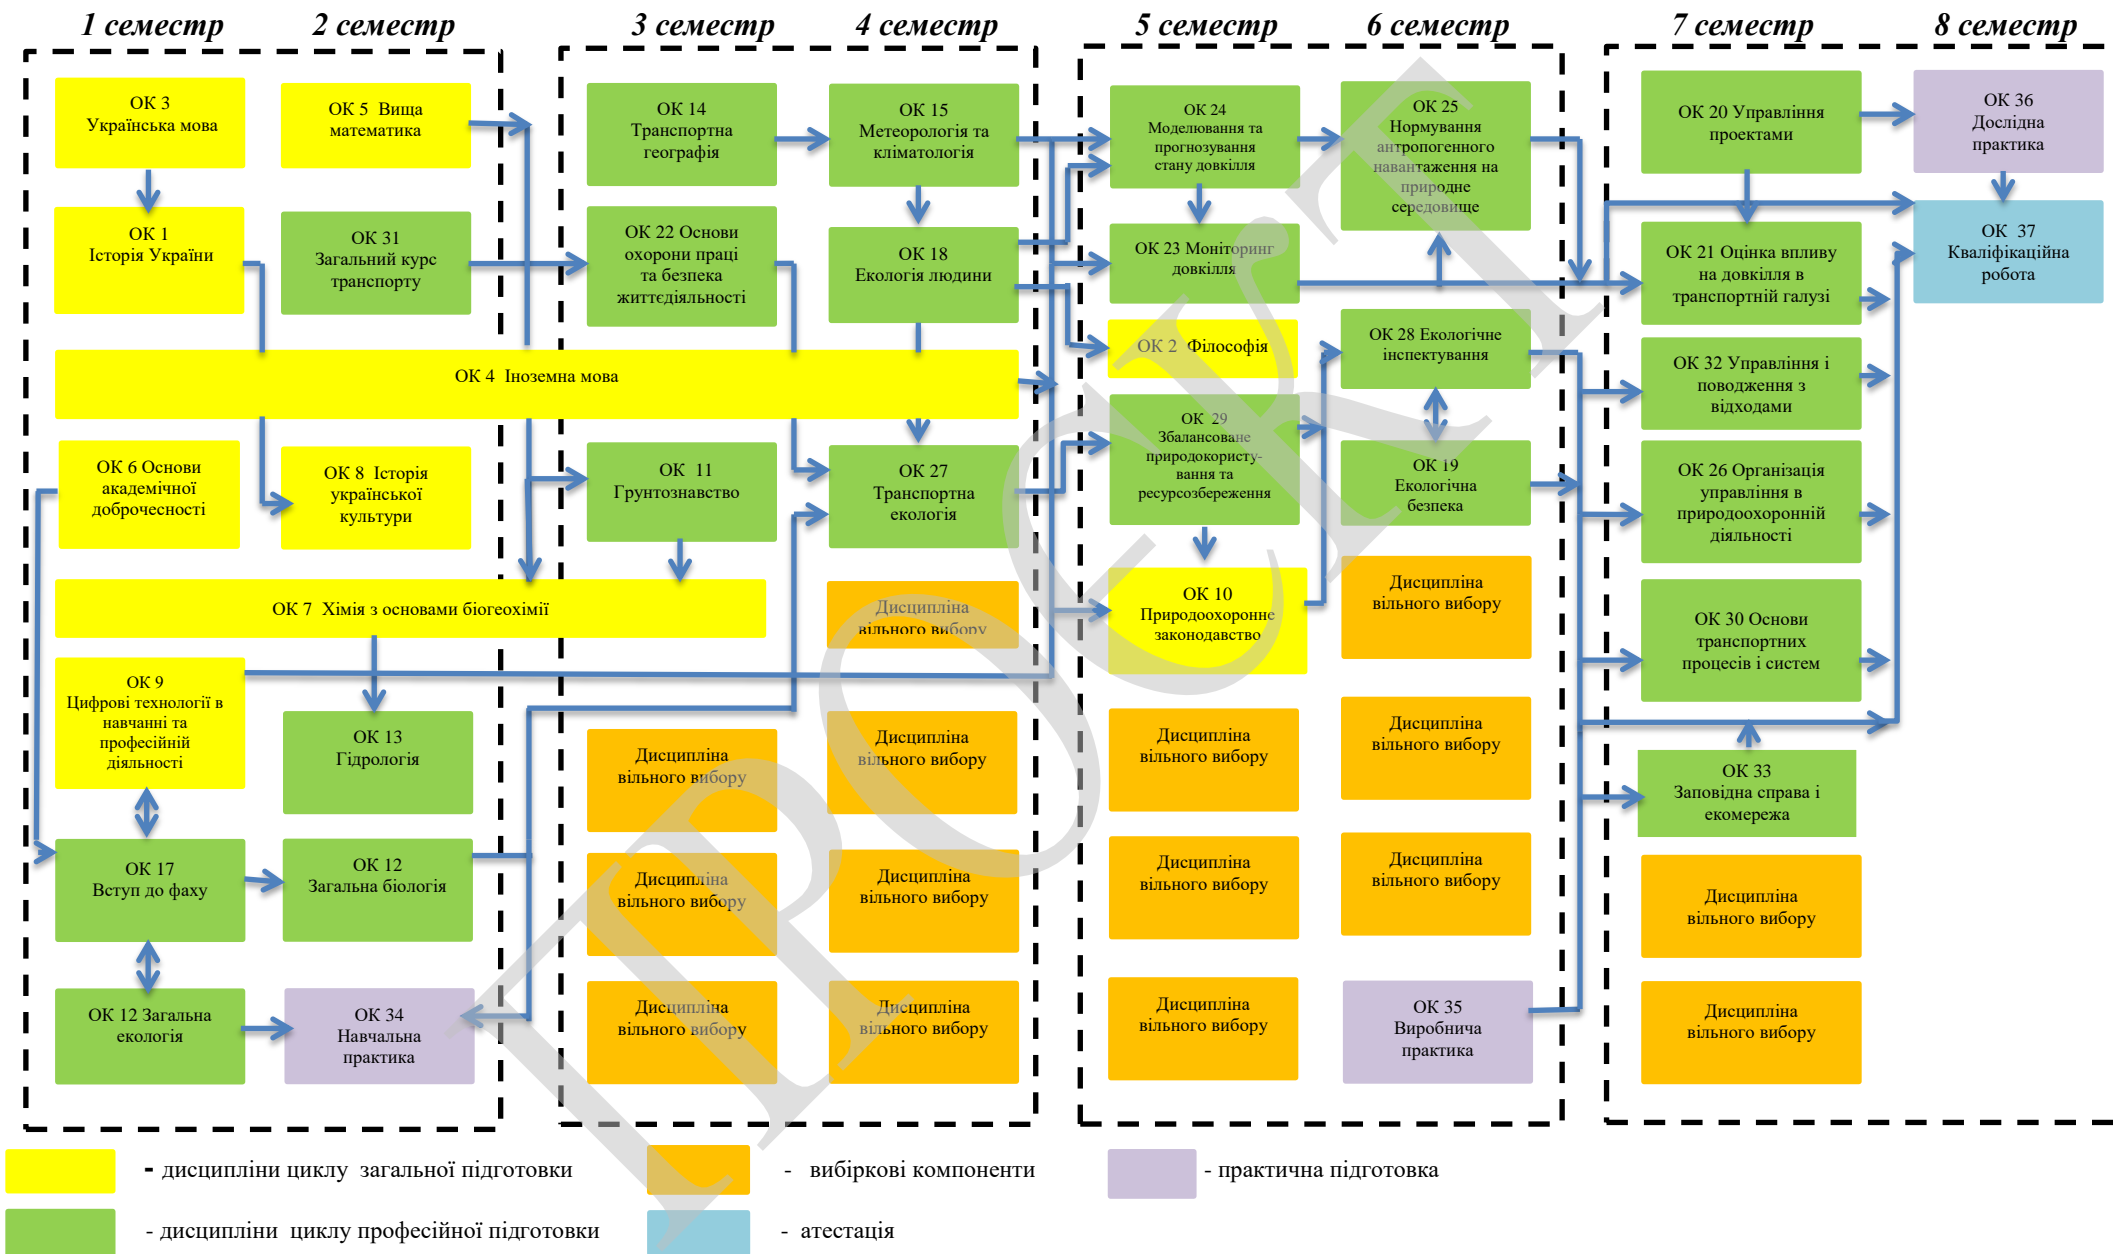 1 семестр
2 семестр
3 семестр
4 семестр
5 семестр
6 семестр
7 семестр
8 семестр
ОК 3
Українська мова
ОК 1
Історія України
ОК 5 Вища
математика
ОК 31
Загальний курс
транспорту
ОК 4 Іноземна мова
ОК 6 Основи
академічної
доброчесності
ОК 8 Історія
української
культури
ОК 7 Хімія з основами біогеохімії
ОК 9
Цифрові технології в
навчанні та
професійній
діяльності
ОК 13
Гідрологія
ОК 17
Вступ до фаху
ОК 12
Загальна біологія
ОК 12 Загальна
екологія
ОК 34
Навчальна
практика
ОК 14
Транспортна
географія
ОК 22 Основи
охорони праці
та безпека
життєдіяльності
ОК 11
Грунтознавство
Дисципліна
вільного вибору
Дисципліна
вільного вибору
Дисципліна
вільного вибору
ОК 15
Метеорологія та
кліматологія
ОК 18
Екологія людини
ОК 27
Транспортна
екологія
Дисципліна
вільного вибору
Дисципліна
вільного вибору
Дисципліна
вільного вибору
Дисципліна
вільного вибору
ОК 24
Моделювання та
прогнозування
стану довкілля
ОК 23 Моніторинг
довкілля
ОК 2 Філософія
ОК 29
Збалансоване
природокористу-
вання та
ресурсозбереження
ОК 10
Природоохоронне
законодавство
Дисципліна
вільного вибору
Дисципліна
вільного вибору
Дисципліна
вільного вибору
ОК 25
Нормування
антропогенного
навантаження на
природне
середовище
ОК 28 Екологічне
інспектування
ОК 19
Екологічна
безпека
Дисципліна
вільного вибору
Дисципліна
вільного вибору
Дисципліна
вільного вибору
ОК 35
Виробнича
практика
ОК 20 Управління
проектами
ОК 21 Оцінка впливу
на довкілля в
транспортній галузі
ОК 32 Управління і
поводження з
відходами
ОК 26 Організація
управління в
природоохоронній
діяльності
ОК 30 Основи
транспортних
процесів і систем
ОК 33
Заповідна справа і
екомережа
Дисципліна
вільного вибору
Дисципліна
вільного вибору
ОК 36
Дослідна
практика
ОК 37
Кваліфікаційна
робота
ПРОЄКТ
- дисципліни циклу загальної підготовки
- вибіркові компоненти
- практична підготовка
- дисципліни циклу професійної підготовки
- атестація